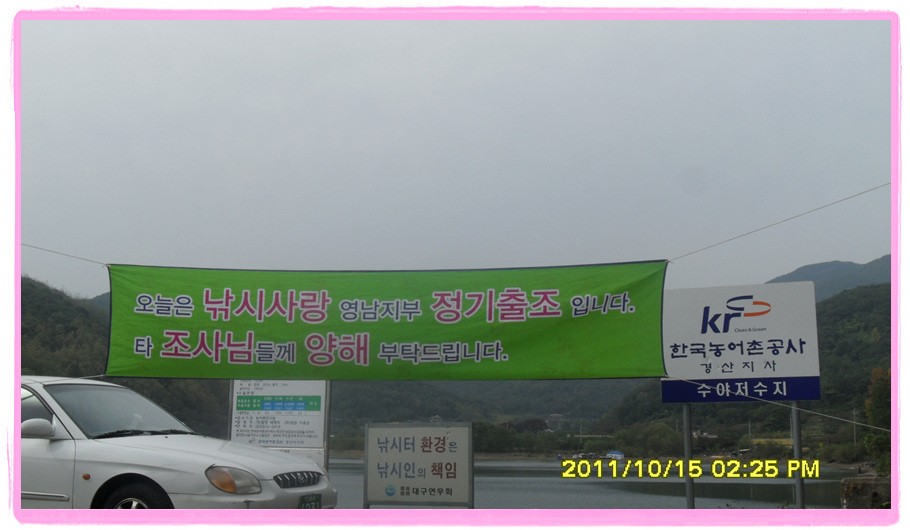 오늘은 낚시사랑 영남지부 정기출조 입니다.
타 조사님들께 양해 부탁드립니다.
kr
Clean & Green
한국농어촌공사
경산지사
수야저수지
낚시터 환경은
낚시인의 책임
대구연무회
2011/10/15 02:25 PM